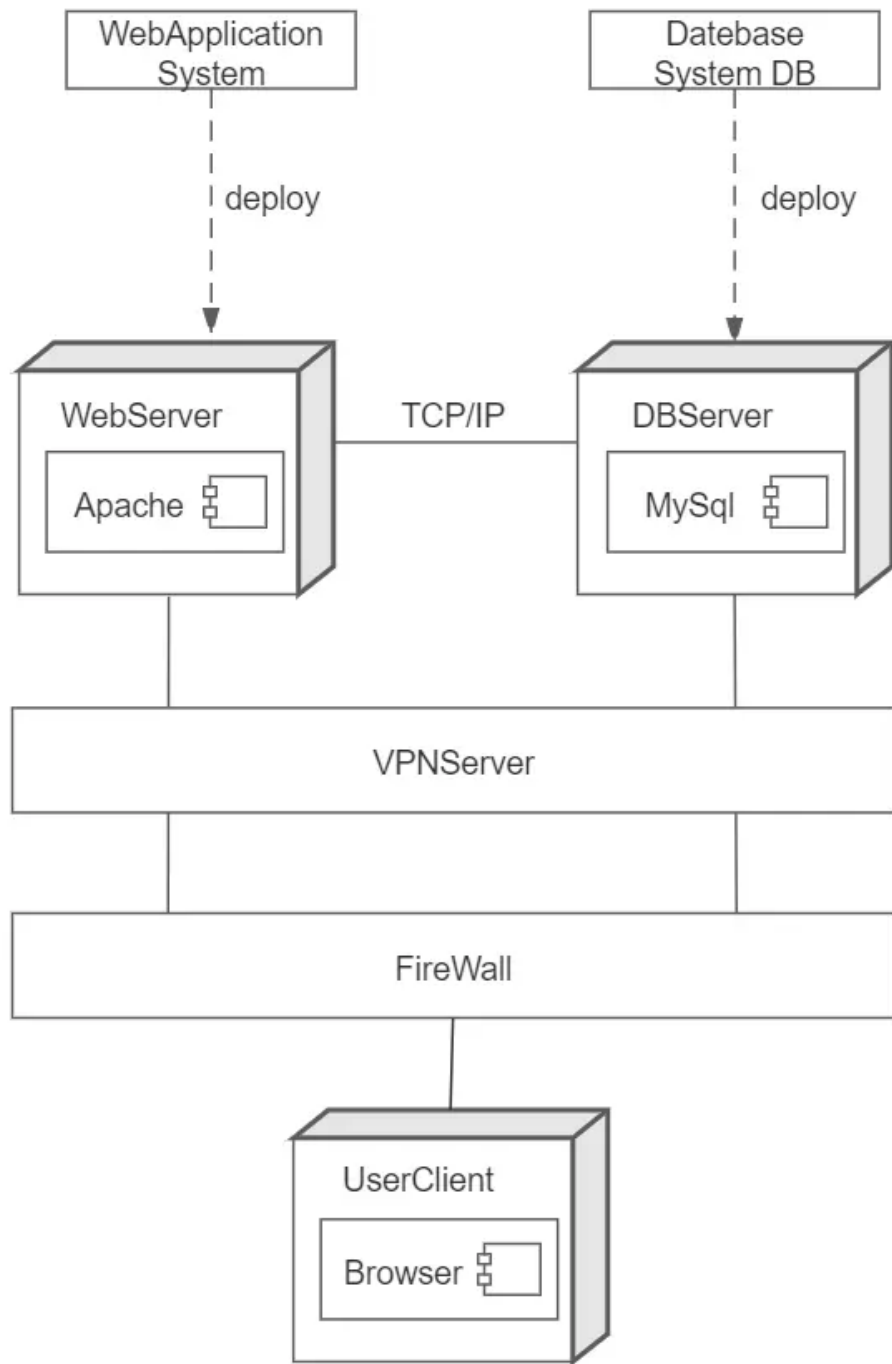 WebApplication
System
Datebase
System DB
deploy
deploy
WebServer
TCP/IP
DBServer
Apache
MySql
VPNServer
FireWall
UserClient
Browser